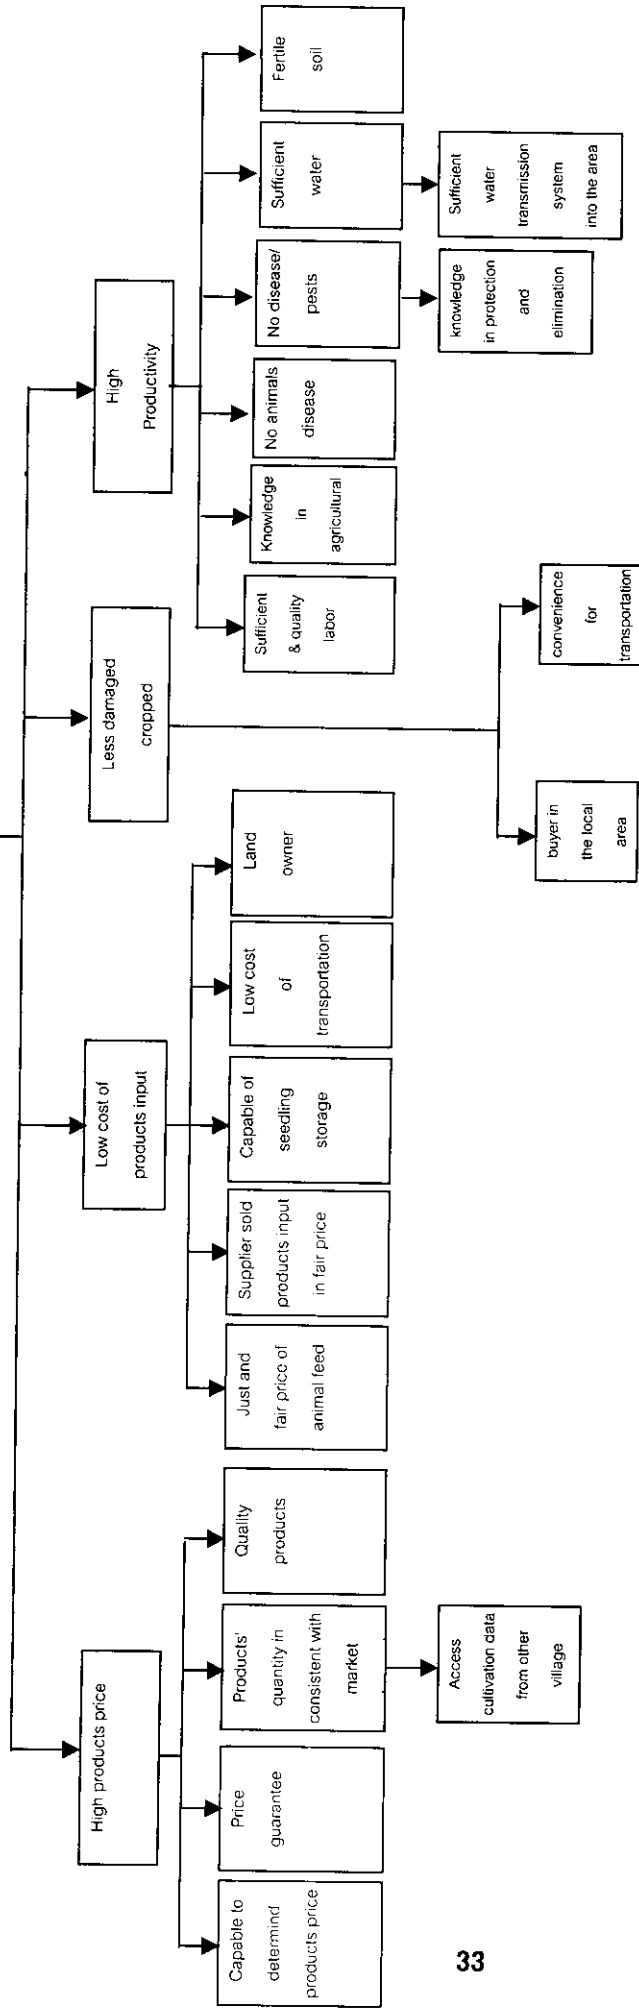 High products price
Low cost of
products input
Less damaged
cropped
High
Productivity
Capable to
determind
products price
Price
guarantee
Products'
quantity in
consistent with
market
Quality
products
Just and
fair price of
animal feed
Supplier sold
products input
in fair price
Capable of
seedling
storage
Low cost
of
transportation
Land
owner
Sufficient
& quality
labor
Knowledge
in
agricultural
No animals
disease
No disease/
pests
Sufficient
water
Fertile
soil
Access
cultivation data
from other
village
buyer in
the local
area
convenience
for
transportation
knowledge
in protection
and
elimination
Sufficient
water
transmission
system
into the area
33